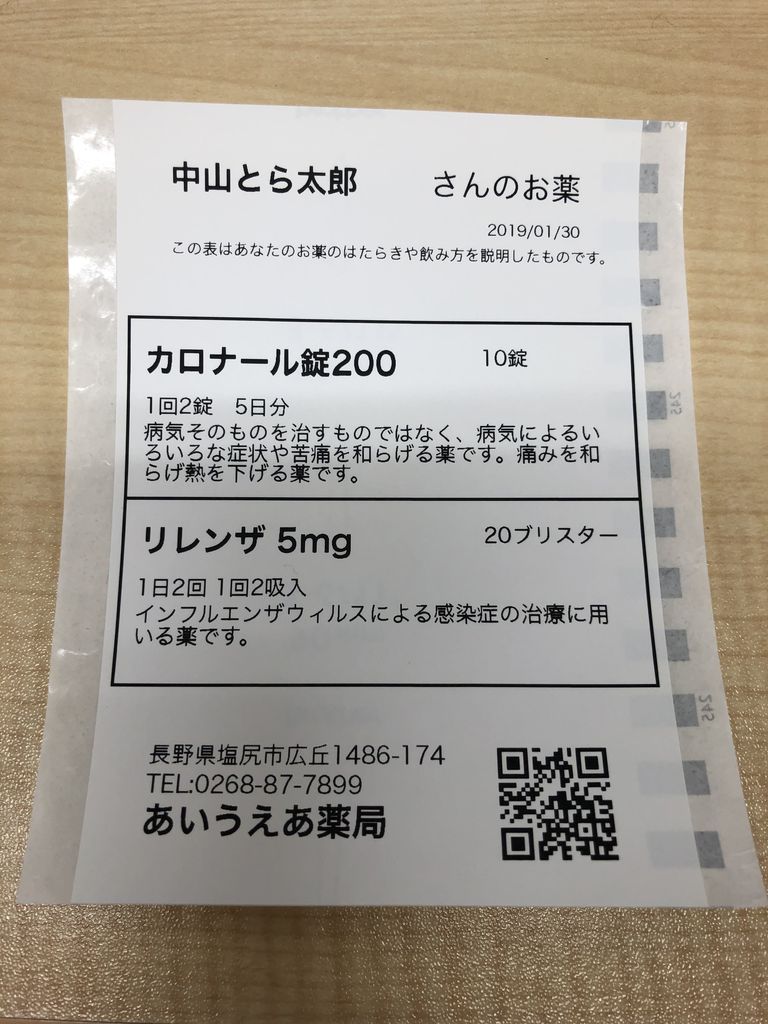 中山とら太郎 さんのお薬
2019/01/30
この表はあなたのお薬のはたらきや飲み方を説明したものです。
カロナール錠200 10錠
1回2錠 5日分
病気そのものを治すものではなく、病気によるい
ろいろな症状や苦痛を和らげる薬です。痛みを和
らげ熱を下げる薬です。
リレンザ 5mg 20ブリスター
1日2回 1回2吸入
インフルエンザウィルスによる感染症の治療に用
いる薬です。
長野県塩尻市広丘1486-174
TEL:0268-87-7899
あいうえあ薬局
245
245